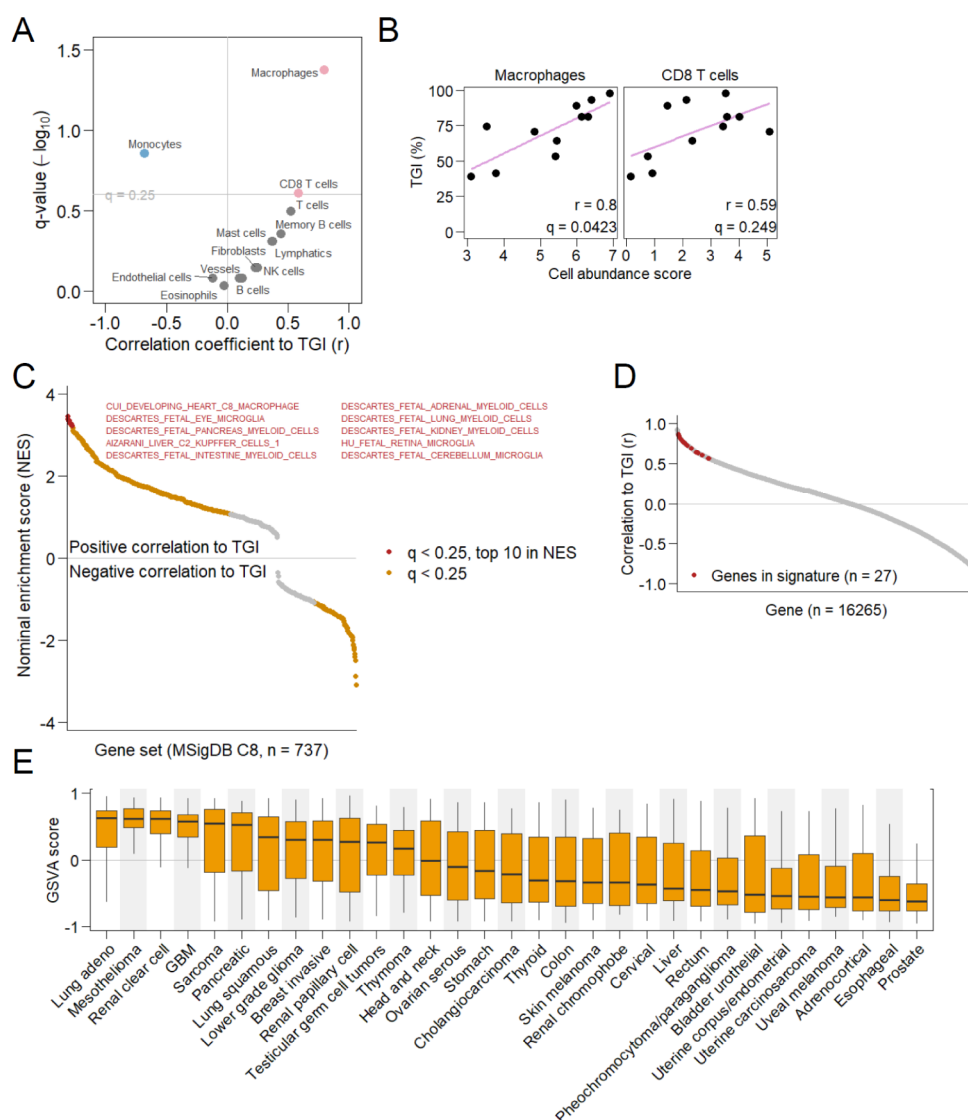 A
1.5
1.0
0.5
0.0
q-value (−log10)
Macrophages
Monocytes
CD8 T cells
q = 0.25
T cells
Memory B cells
Mast cells
Lymphatics
Fibroblasts
Vessels
NK cells
Endothelial cells
B cells
Eosinophils
-1.0 -0.5 0.0 0.5 1.0
Correlation coefficient to TGI (r)
B
Macrophages CD8 T cells
100
75
50
25
0
TGI (%)
r = 0.8
q = 0.0423
r = 0.59
q = 0.249
3 4 5 6 7 0 1 2 3 4 5
Cell abundance score
C
4
2
0
-2
-4
Nominal enrichment score (NES)
CUI_DEVELOPING_HEART_C8_MACROPHAGE
DESCARTES_FETAL_EYE_MICROGLIA
DESCARTES_FETAL_PANCREAS_MYELOID_CELLS
AIZARANI_LIVER_C2_KUPFFER_CELLS_1
DESCARTES_FETAL_INTESTINE_MYELOID_CELLS
DESCARTES_FETAL_ADRENAL_MYELOID_CELLS
DESCARTES_FETAL_LUNG_MYELOID_CELLS
DESCARTES_FETAL_KIDNEY_MYELOID_CELLS
HU_FETAL_RETINA_MICROGLIA
DESCARTES_FETAL_CEREBELLUM_MICROGLIA
Positive correlation to TGI
Negative correlation to TGI
q < 0.25, top 10 in NES
q < 0.25
Gene set (MSigDB C8, n = 737)
D
1.0
0.5
0.0
-0.5
-1.0
Correlation to TGI (r)
Genes in signature (n = 27)
Gene (n = 16265)
E
1
0
-1
GSVA score
Lung adeno
Mesothelioma
Renal clear cell
GBM
Sarcoma
Pancreatic
Lung squamous
Lower grade glioma
Breast invasive
Renal papillary cell
Testicular germ cell tumors
Thymoma
Head and neck
Ovarian serous
Stomach
Cholangiocarcinoma
Thyroid
Colon
Skin melanoma
Renal chromophobe
Cervical
Liver
Rectum
Pheochromocytoma/paraganglioma
Bladder urothelial
Uterine corpus/endometrial
Uterine carcinosarcoma
Uveal melanoma
Adrenocortical
Esophageal
Prostate